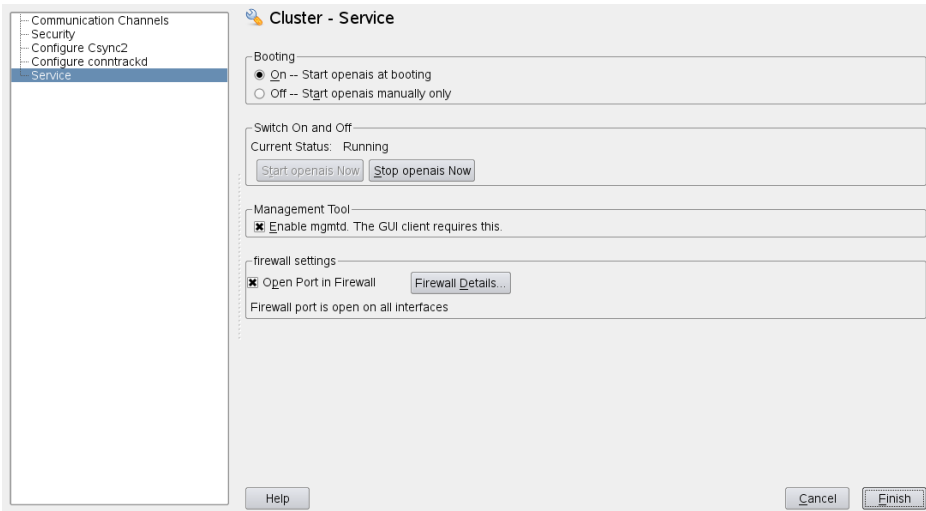 Communication Channels
Security
Configure Csync2
Configure conntrackd
Service
Cluster - Service
Booting
On -- Start openais at booting
Off -- Start openais manually only
Switch On and Off
Current Status: Running
Start openais Now Stop openais Now
Management Tool
Enable mgmtd. The GUI client requires this.
firewall settings
Open Port in Firewall Firewall Details...
Firewall port is open on all interfaces
Help Cancel Finish